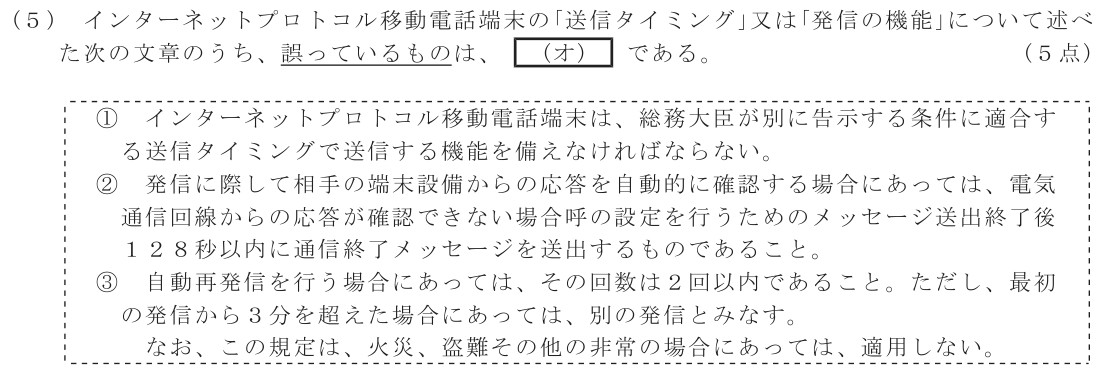 (5) インターネットプロトコル移動電話端末の｢送信タイミング｣又は｢発信の機能｣について述べ
た次の文章のうち、誤っているものは、 (オ) である。 (5点)
① インターネットプロトコル移動電話端末は、総務大臣が別に告示する条件に適合す
る送信タイミングで送信する機能を備えなければならない。
② 発信に際して相手の端末設備からの応答を自動的に確認する場合にあっては、電気
通信回線からの応答が確認できない場合呼の設定を行うためのメッセージ送出終了後
１２８秒以内に通信終了メッセージを送出するものであること。
③ 自動再発信を行う場合にあっては、その回数は２回以内であること。ただし、最初
の発信から３分を超えた場合にあっては、別の発信とみなす。
なお、この規定は、火災、盗難その他の非常の場合にあっては、適用しない。